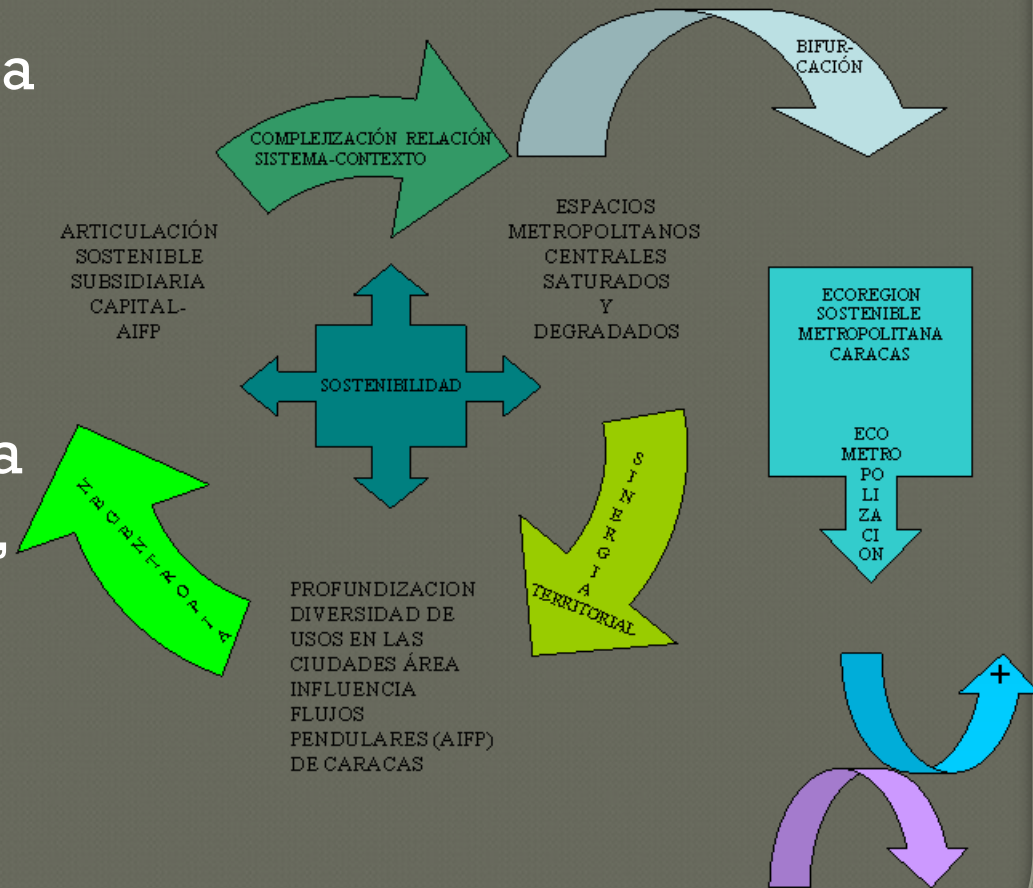 a
BIFUR-
CACIÓN
COMPLEJIZACIÓN RELACIÓN
SISTEMA-CONTEXTO
ARTICULACIÓN
SOSTENIBLE
SUBSIDIARIA
CAPITAL-
AIFP
ESPACIOS
METROPOLITANOS
CENTRALES
SATURADOS
Y
DEGRADADOS
ECOREGION
SOSTENIBLE
METROPOLITANA
CARACAS
ECO
METRO
PO
LI
ZA
CI
ON
SOSTENIBILIDAD
a
,
NEGENTROPIA
SINERGIA
TERRITORIAL
PROFUNDIZACION
DIVERSIDAD DE
USOS EN LAS
CIUDADES ÁREA
INFLUENCIA
FLUJOS
PENDULARES (AIFP)
DE CARACAS
+